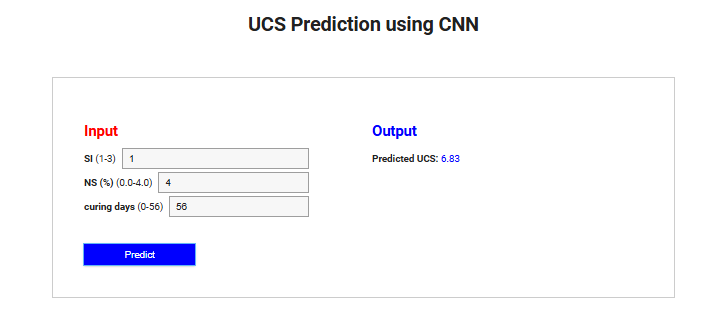 UCS Prediction using CNN
Input
SI (1-3) 1
NS (%) (0.0-4.0) 4
curing days (0-56) 56
Predict
Output
Predicted UCS: 6.83